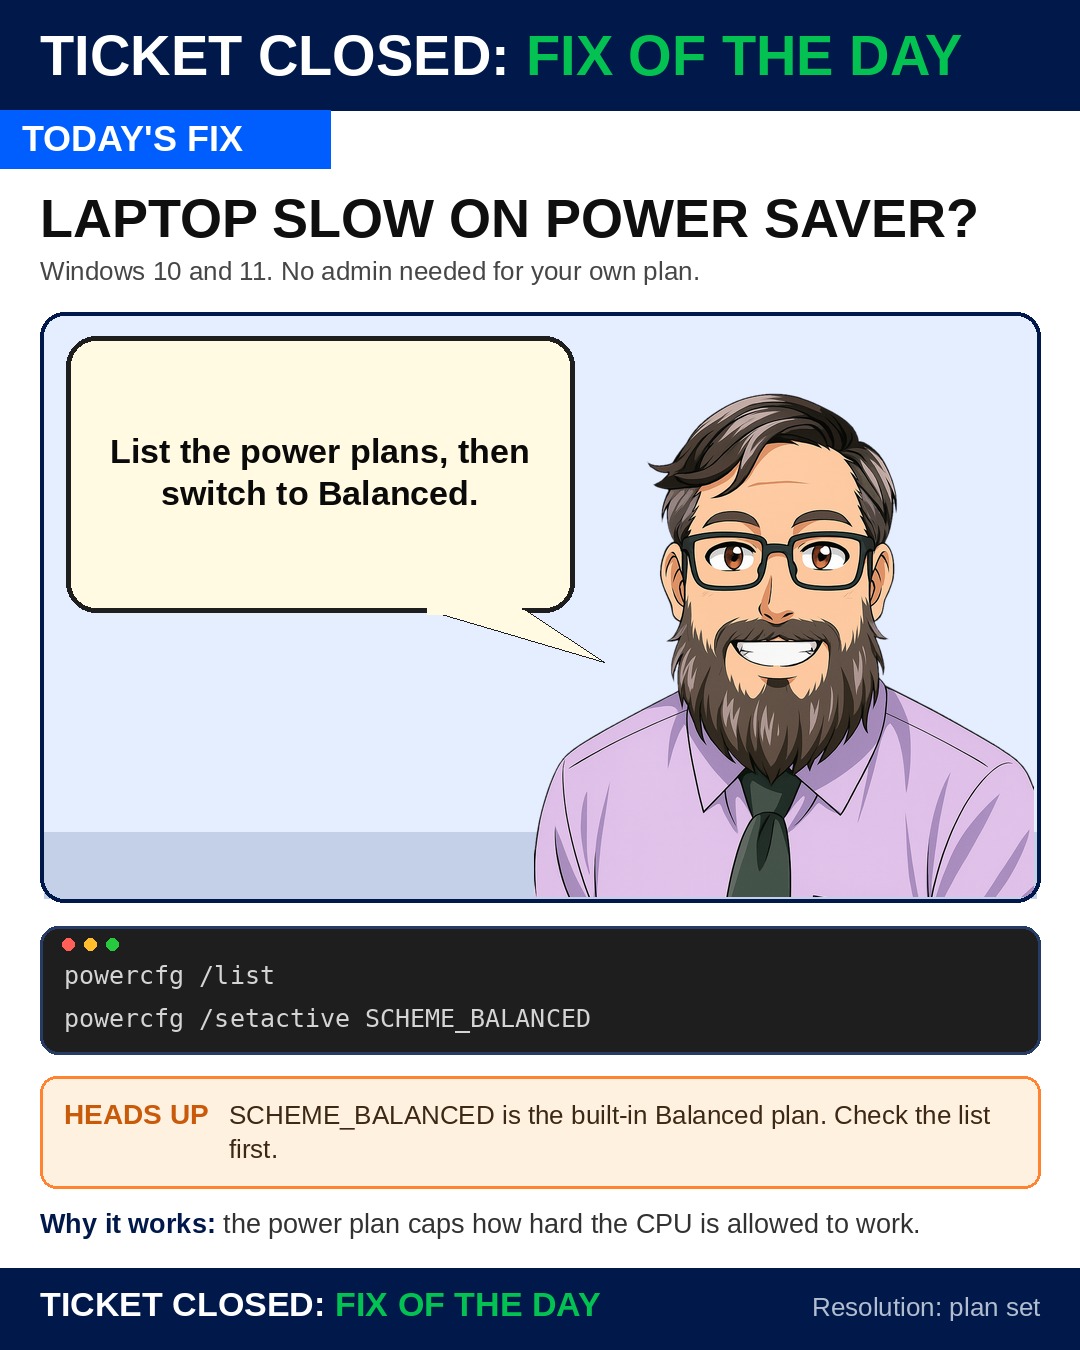 TICKET CLOSED: FIX OF THE DAY
TODAY'S FIX
LAPTOP SLOW ON POWER SAVER?
Windows 10 and 11. No admin needed for your own plan.
List the power plans, then
switch to Balanced.
powercfg /list
powercfg /setactive SCHEME_BALANCED
HEADS UP SCHEME_BALANCED is the built-in Balanced plan. Check the list
first.
Why it works: the power plan caps how hard the CPU is allowed to work.
TICKET CLOSED: FIX OF THE DAY Resolution: plan set